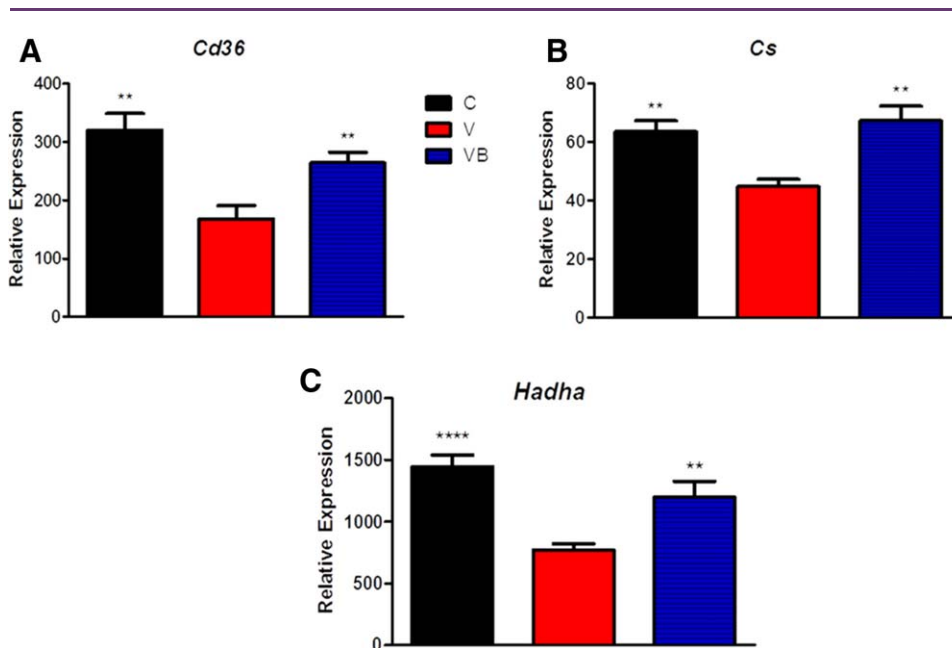 A
Cd36
Relative Expression
400
300
200
100
0
**
**
C
V
VB
B
Cs
Relative Expression
80
60
40
20
0
**
**
C
Hadha
Relative Expression
2000
1500
1000
500
0
****
**